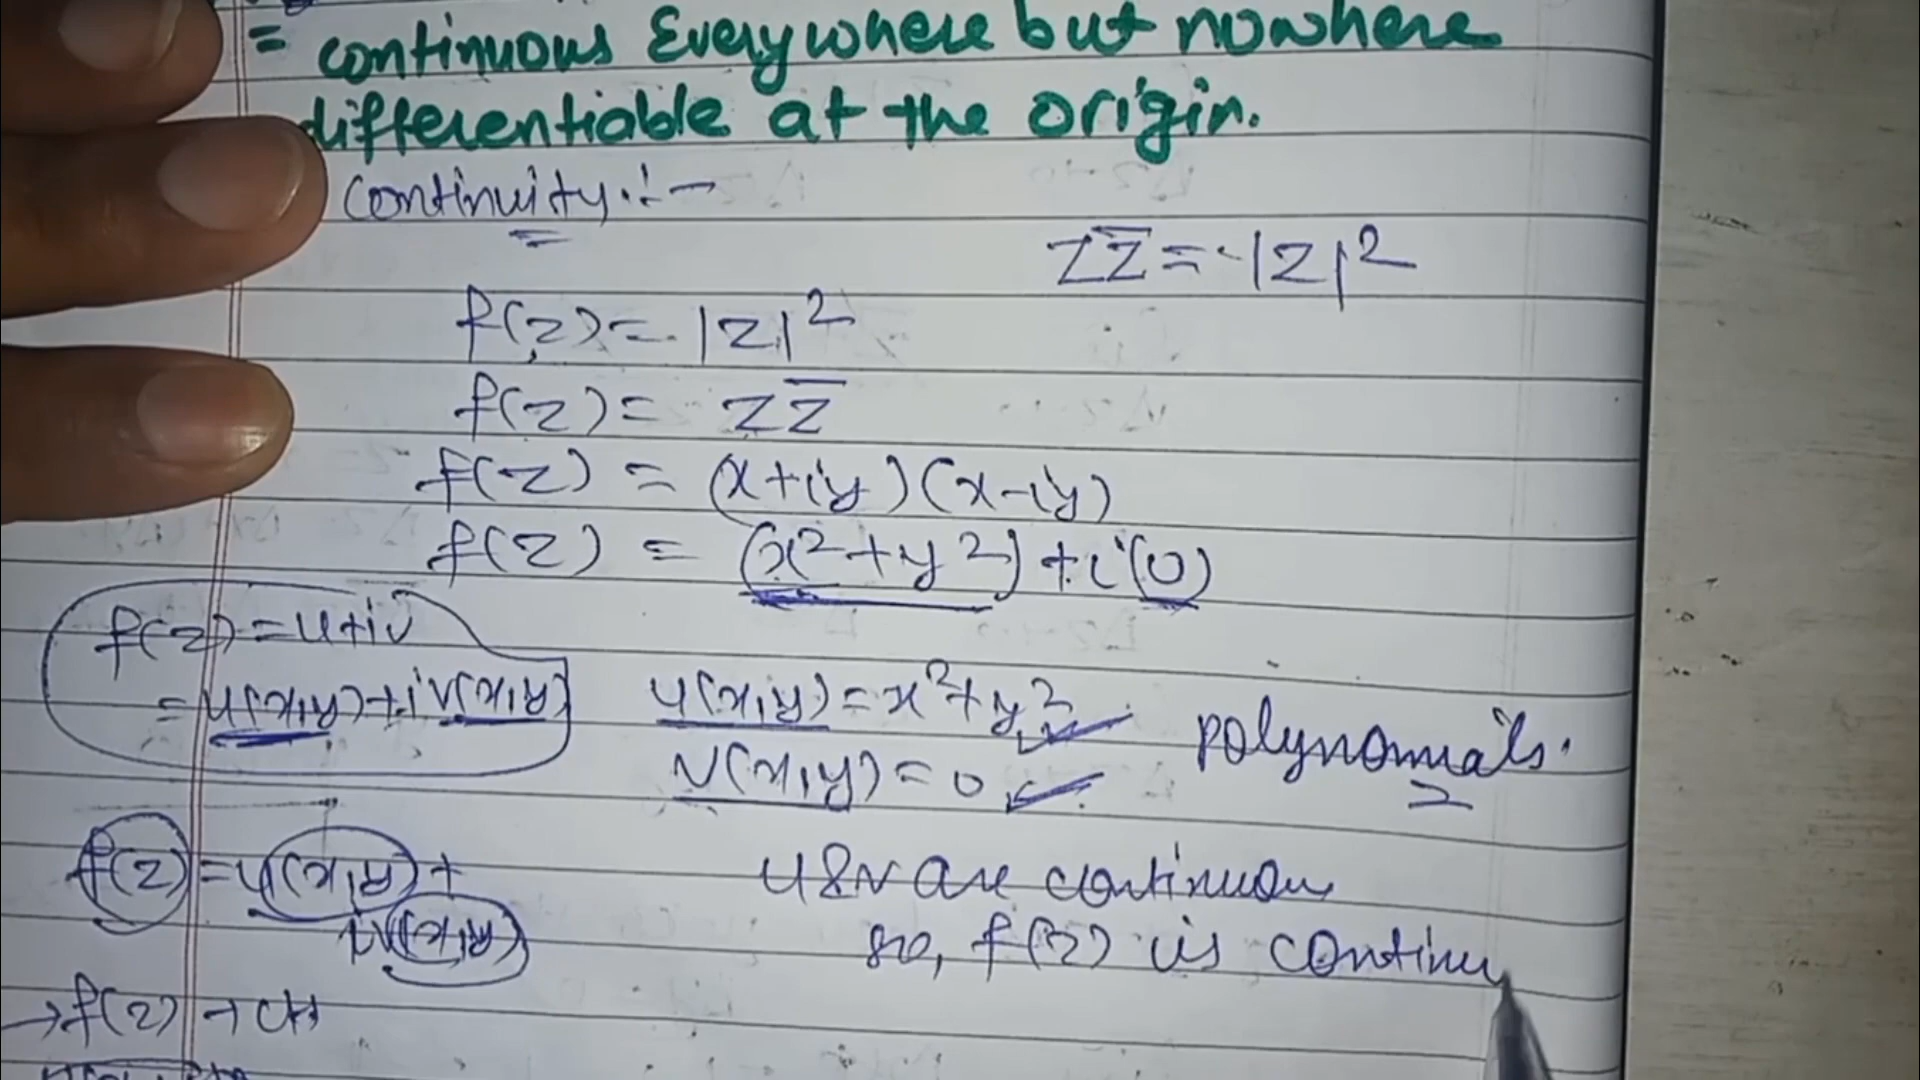 = continuous Everywhere but nowhere
differentiable at the origin.
Continuity :-
z z̅ = |z|²
f(z) = |z|²
f(z) = z z̅
f(z) = (x+iy)(x-iy)
f(z) = (x²+y²)+i(0)
f(z) = u+iv
= u(x,y)+iv(x,y)
u(x,y) = x²+y²
v(x,y) = 0
polynomials.
f(z) = u(x,y)+
iv(x,y)
u & v are continuous
so, f(z) is continu
→ f(z) → cts